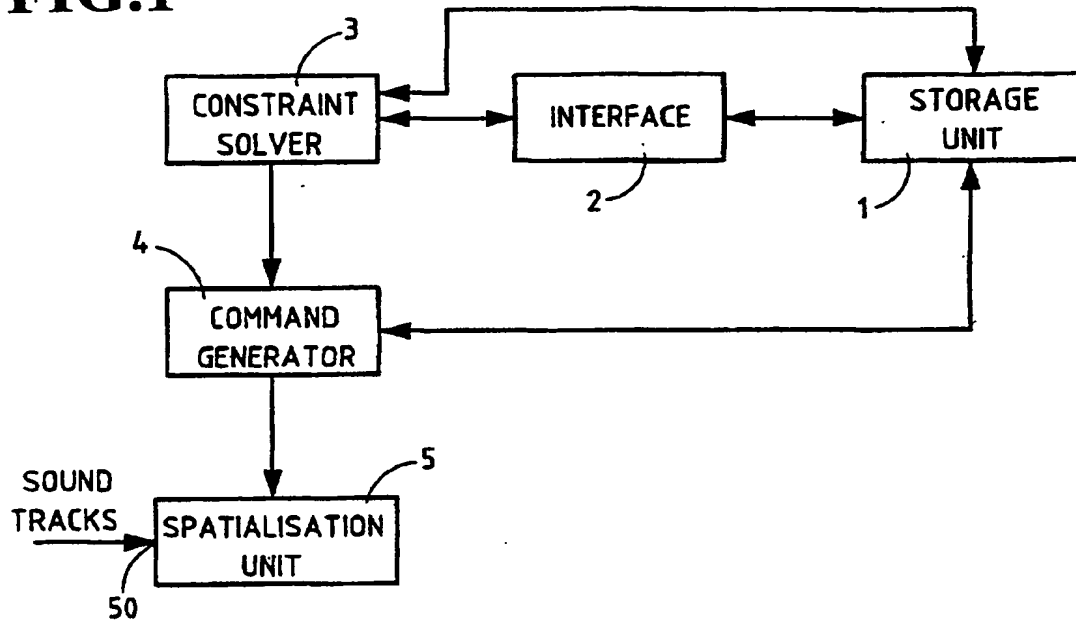 FIG.1
3
CONSTRAINT
SOLVER
INTERFACE
2
STORAGE
UNIT
1
4
COMMAND
GENERATOR
5
SOUND
TRACKS
SPATIALISATION
UNIT
50